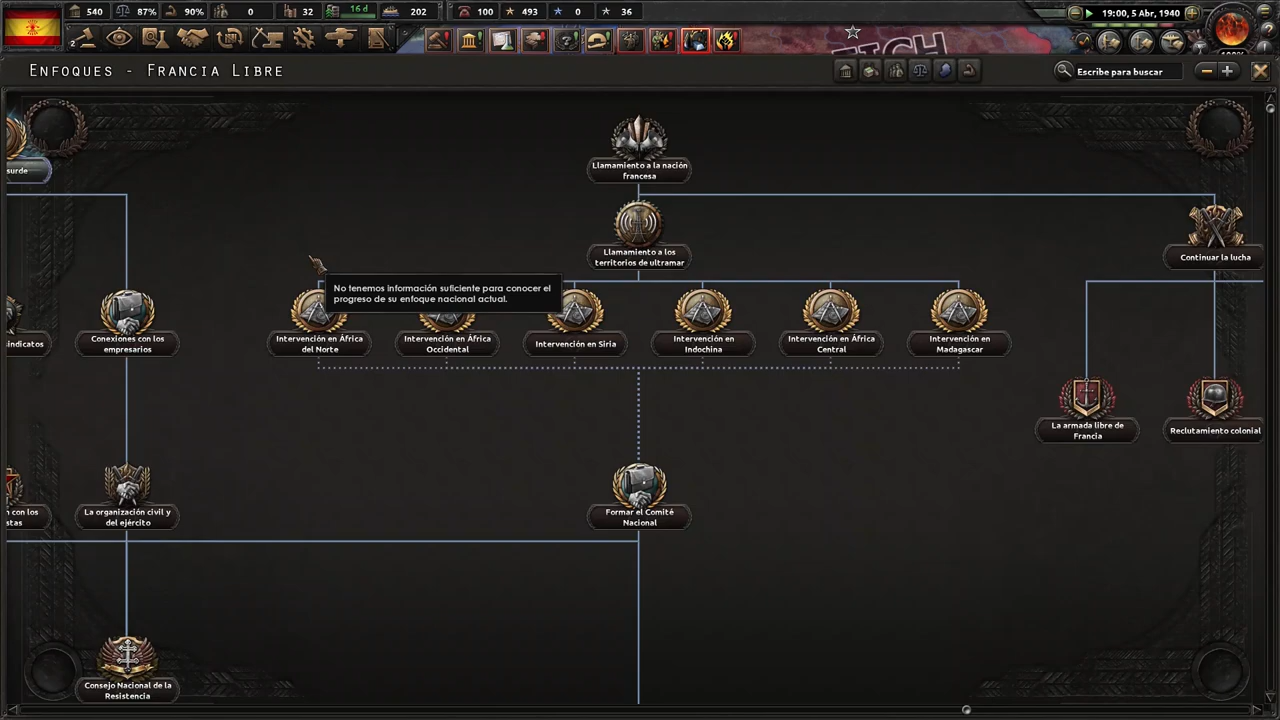 540 87% 90% 0 32 16 d 202 100 493 0 36 19:00, 5 Abr, 1940
2
100%
Enfoques - Francia Libre
Escribe para buscar
Llamamiento a la nación
francesa
surde
Llamamiento a los
territorios de ultramar
Continuar la lucha
No tenemos información suficiente para conocer el
progreso de su enfoque nacional actual.
sindicatos
Conexiones con los
empresarios
Intervención en África
del Norte
Intervención en África
Occidental
Intervención en Siria
Intervención en
Indochina
Intervención en África
Central
Intervención en
Madagascar
La armada libre de
Francia
Reclutamiento colonial
n con los
stas
La organización civil y
del ejército
Formar el Comité
Nacional
Consejo Nacional de la
Resistencia